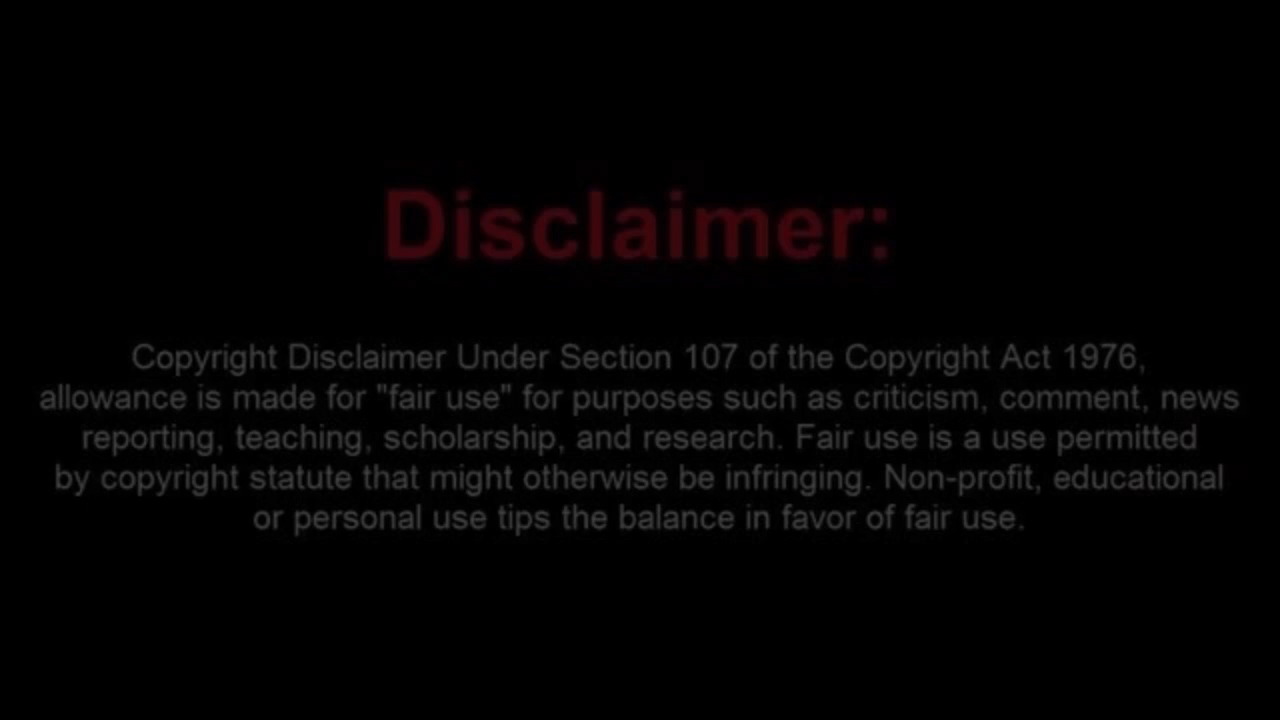 Disclaimer:
Copyright Disclaimer Under Section 107 of the Copyright Act 1976,
allowance is made for "fair use" for purposes such as criticism, comment, news
reporting, teaching, scholarship, and research. Fair use is a use permitted
by copyright statute that might otherwise be infringing. Non-profit, educational
or personal use tips the balance in favor of fair use.